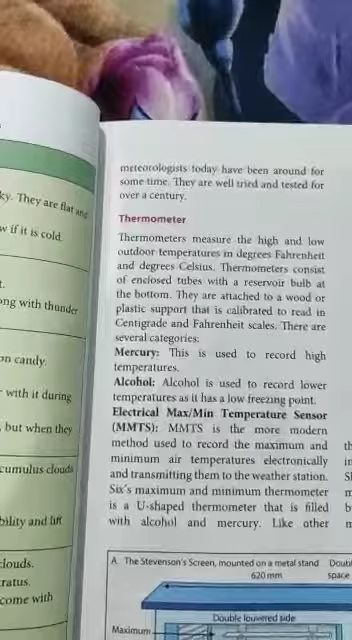 ky. They are flat and
w if it is cold.
t.
ong with thunder
on candy.
with it during
, but when they
cumulus clouds
bility and lift
clouds.
ratus.
come with
meteorologists today have been around for
some time. They are well tried and tested for
over a century.
Thermometer
Thermometers measure the high and low
outdoor temperatures in degrees Fahrenheit
and degrees Celsius. Thermometers consist
of enclosed tubes with a reservoir bulb at
the bottom. They are attached to a wood or
plastic support that is calibrated to read in
Centigrade and Fahrenheit scales. There are
several categories:
Mercury: This is used to record high
temperatures.
Alcohol: Alcohol is used to record lower
temperatures as it has a low freezing point.
Electrical Max/Min Temperature Sensor
(MMTS): MMTS is the more modern
method used to record the maximum and
minimum air temperatures electronically
and transmitting them to the weather station.
Six's maximum and minimum thermometer
is a U-shaped thermometer that is filled
with alcohol and mercury. Like other
A. The Stevenson's Screen, mounted on a metal stand
620 mm
Doubl
space
Double louvered side
Maximum